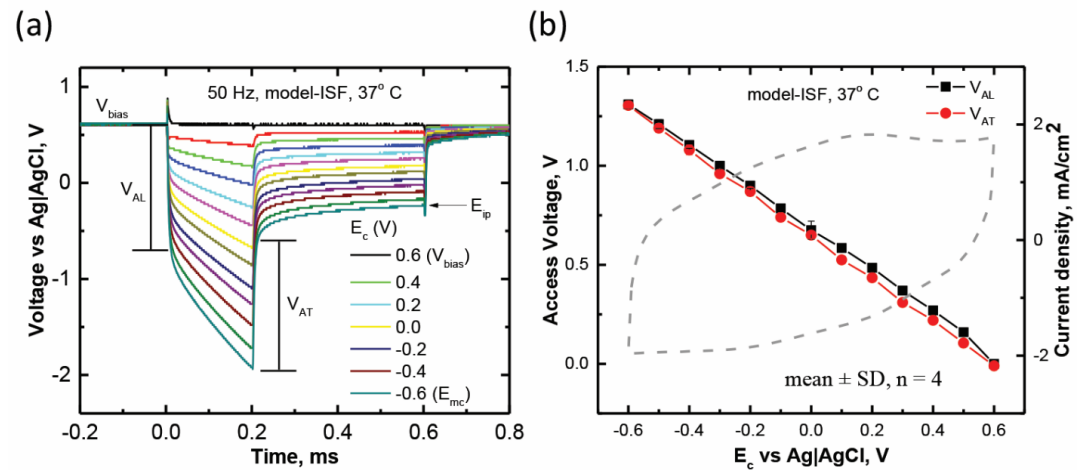 (a)
50 Hz, model-ISF, 37° C
V_bias
V_AL
E_ip
E_c (V)
0.6 (V_bias)
0.4
0.2
0.0
-0.2
-0.4
-0.6 (E_mc)
V_AT
Voltage vs Ag|AgCl, V
1
0
-1
-2
-0.2 0.0 0.2 0.4 0.6 0.8
Time, ms
(b)
model-ISF, 37° C
V_AL
V_AT
mean ± SD, n = 4
Access Voltage, V
1.5
1.0
0.5
0.0
Current density, mA/cm²
2
0
-2
-0.6 -0.4 -0.2 0.0 0.2 0.4 0.6
E_c vs Ag|AgCl, V